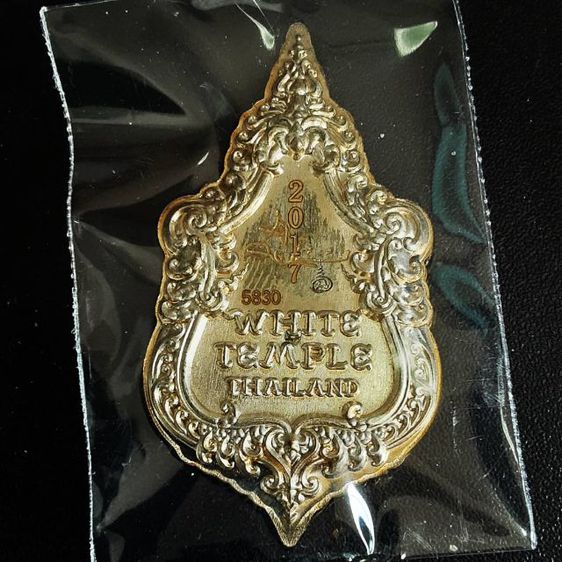 2017
5830
WHITE
TEMPLE
THAILAND